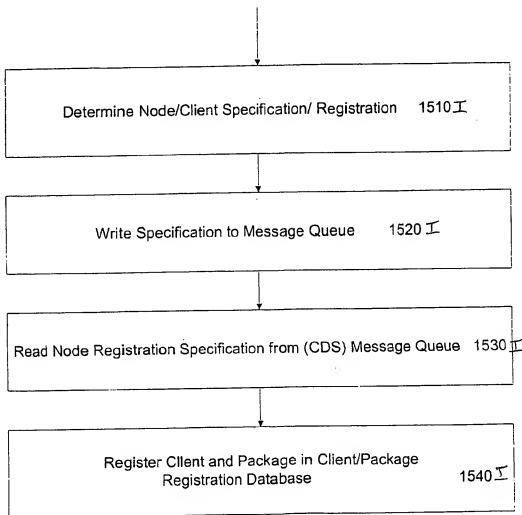 Determine Node/Client Specification/ Registration 1510 I
Write Specification to Message Queue 1520 I
Read Node Registration Specification from (CDS) Message Queue 1530 I
Register Client and Package in Client/Package
Registration Database 1540 I